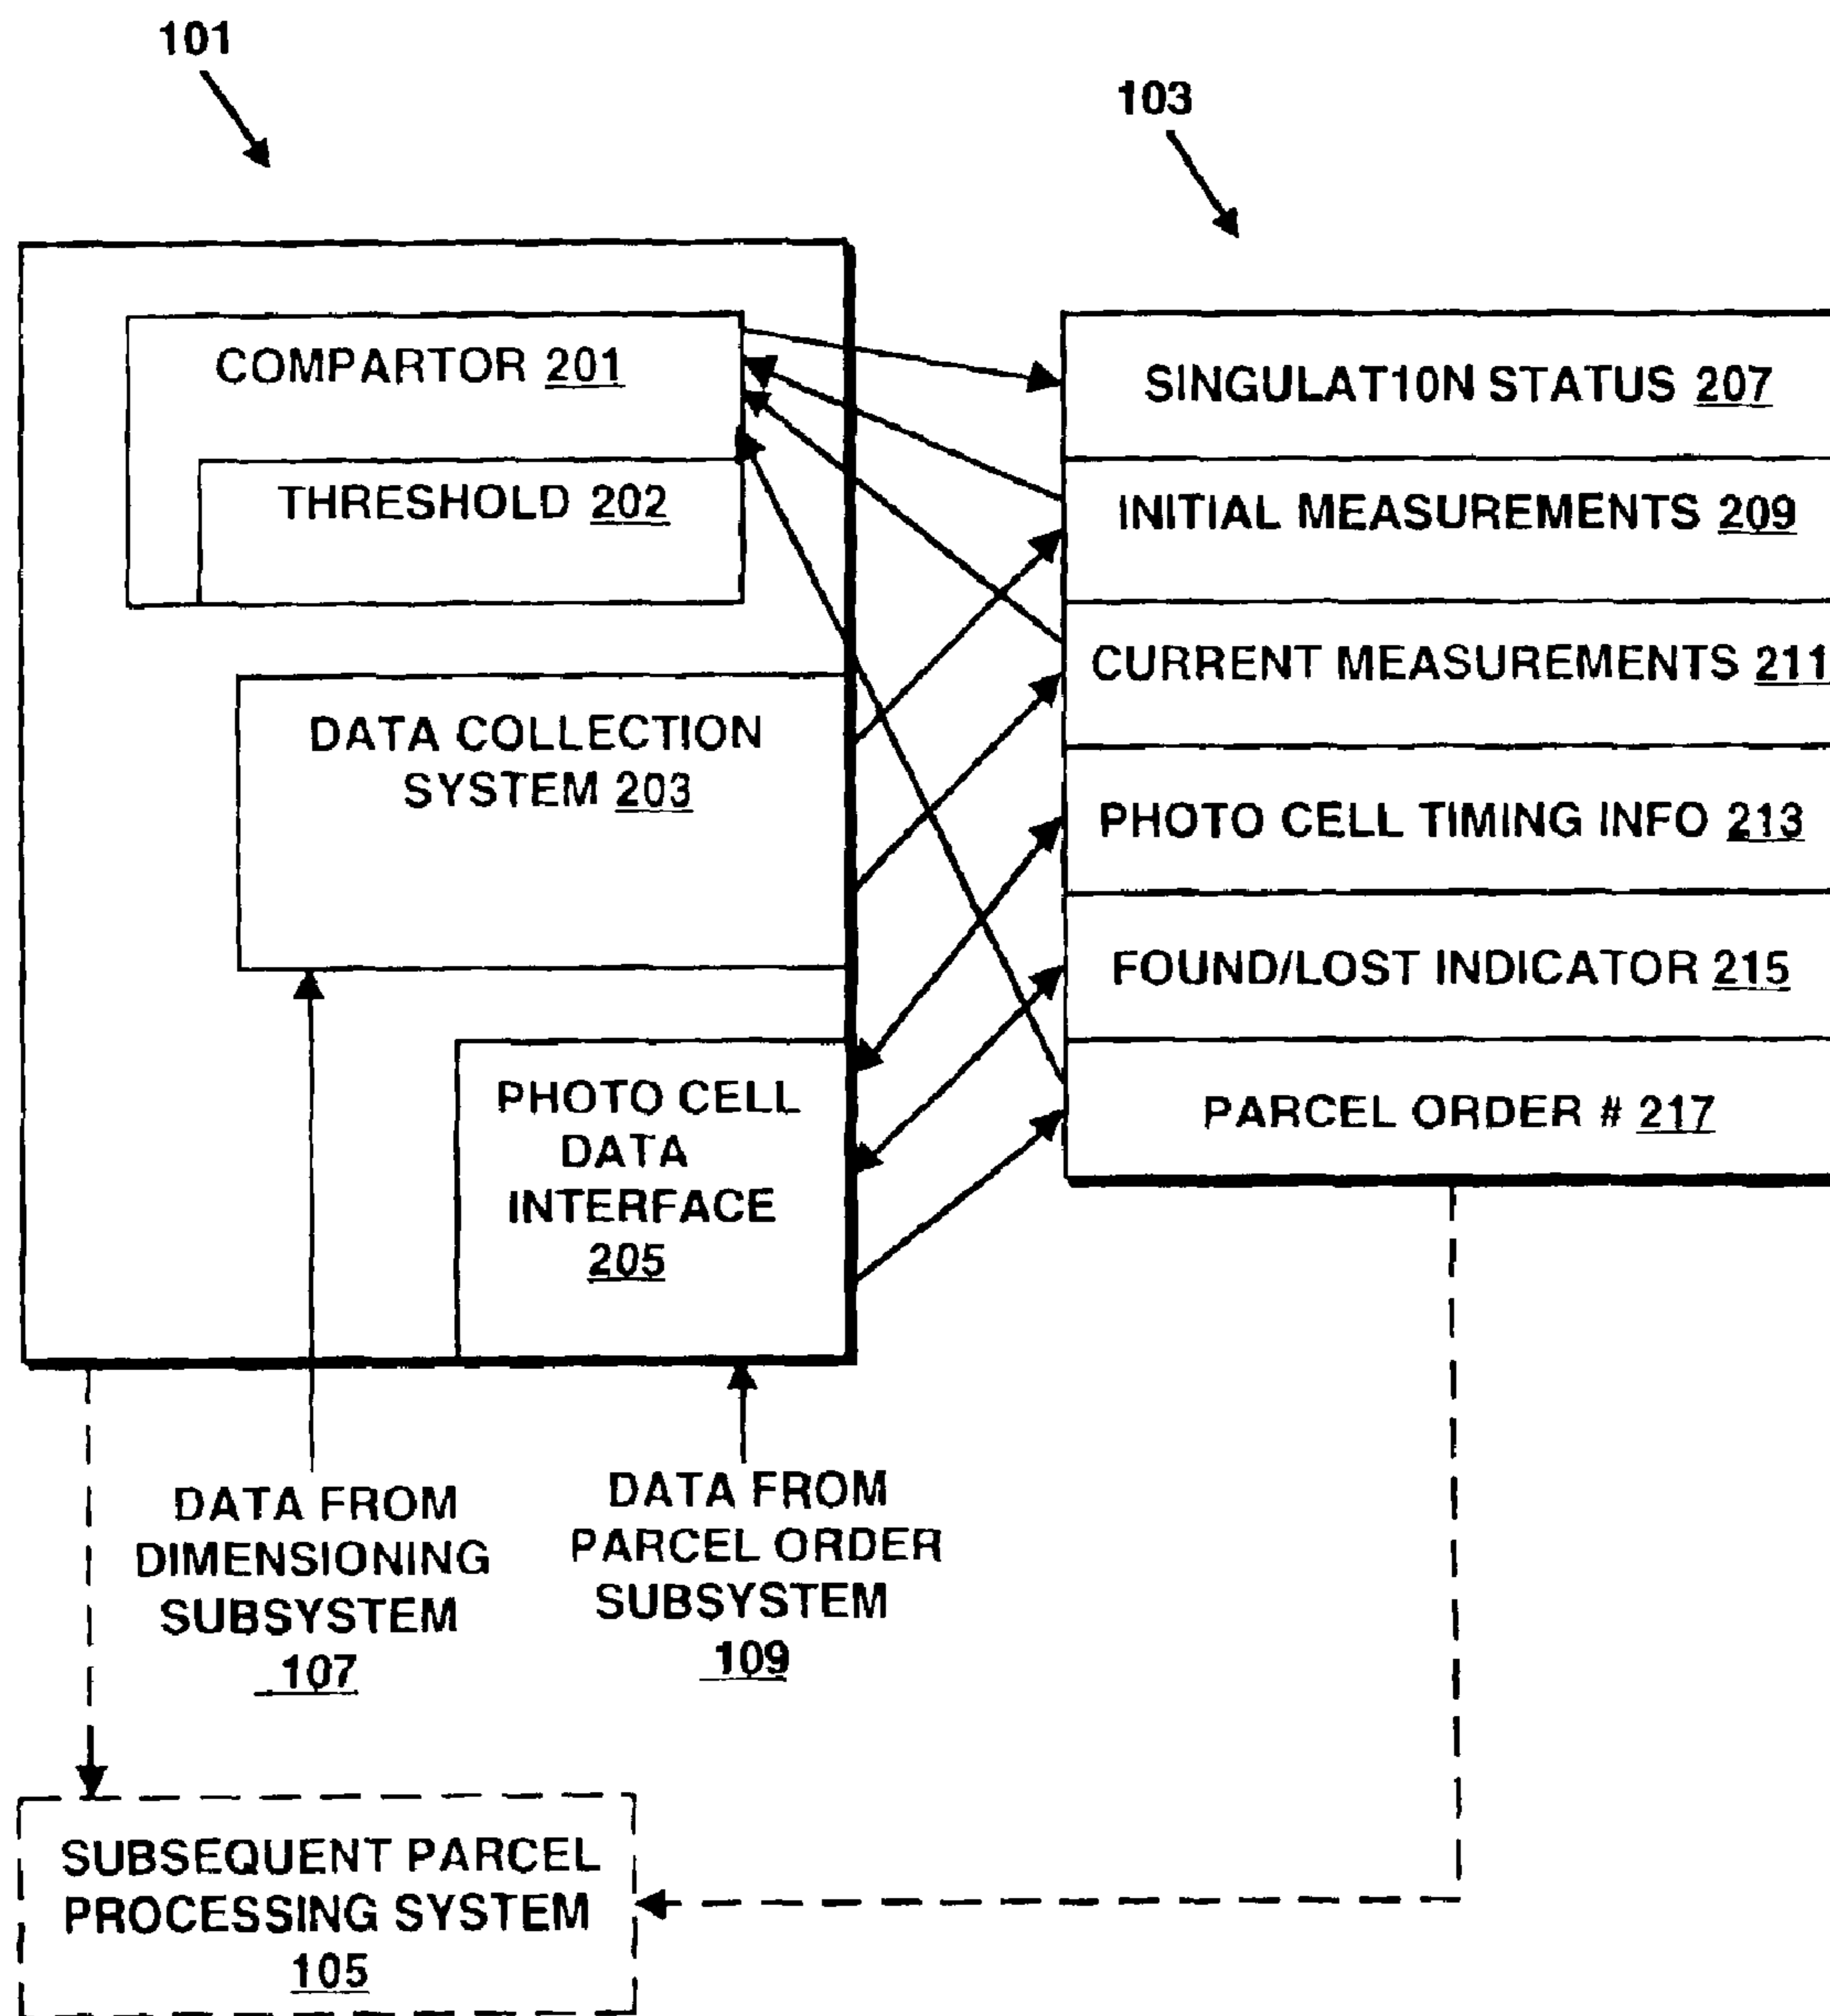 101
103
COMPARTOR 201
THRESHOLD 202
DATA COLLECTION
SYSTEM 203
PHOTO CELL
DATA
INTERFACE
205
SINGULAT10N STATUS 207
INITIAL MEASUREMENTS 209
CURRENT MEASUREMENTS 211
PHOTO CELL TIMING INFO 213
FOUND/LOST INDICATOR 215
PARCEL ORDER # 217
DATA FROM
DIMENSIONING
SUBSYSTEM
107
DATA FROM
PARCEL ORDER
SUBSYSTEM
109
SUBSEQUENT PARCEL
PROCESSING SYSTEM
105